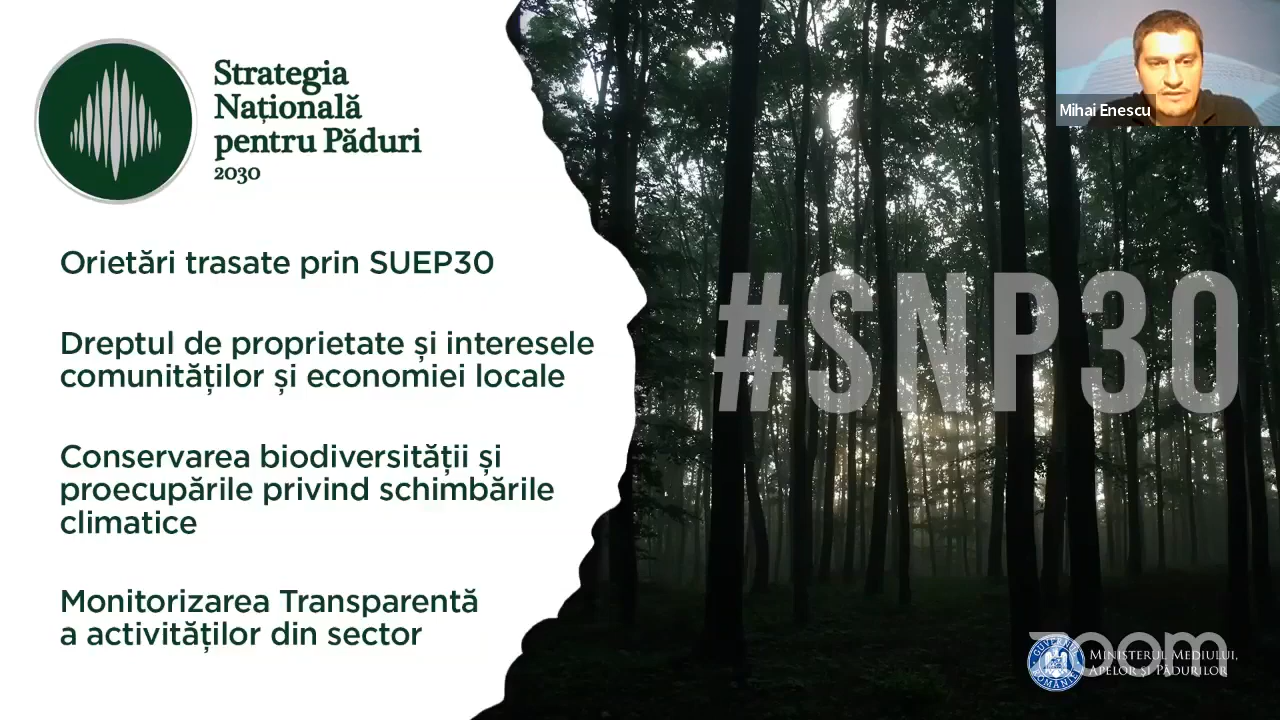 Strategia
Națională
pentru Păduri
2030
Mihai Enescu
Orietări trasate prin SUEP30
Dreptul de proprietate și interesele
comunităților și economiei locale
Conservarea biodiversității și
proecupările privind schimbările
climatice
Monitorizarea Transparentă
a activităților din sector
#SNP30
zoom
GUVERNUL ROMÂNIEI
Ministerul Mediului,
Apelor și Pădurilor